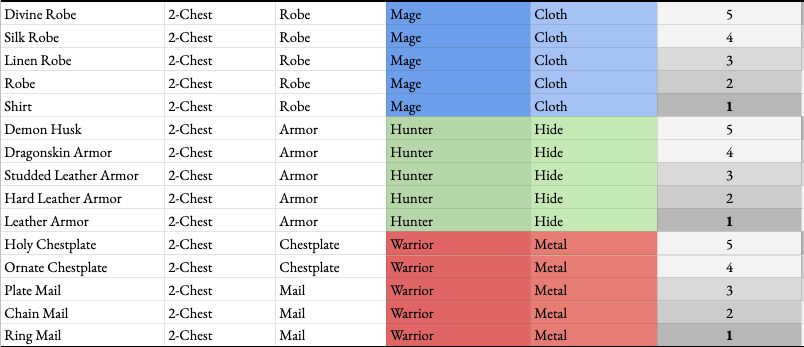 Divine Robe 2-Chest Robe Mage Cloth 5
Silk Robe 2-Chest Robe Mage Cloth 4
Linen Robe 2-Chest Robe Mage Cloth 3
Robe 2-Chest Robe Mage Cloth 2
Shirt 2-Chest Robe Mage Cloth 1
Demon Husk 2-Chest Armor Hunter Hide 5
Dragonskin Armor 2-Chest Armor Hunter Hide 4
Studded Leather Armor 2-Chest Armor Hunter Hide 3
Hard Leather Armor 2-Chest Armor Hunter Hide 2
Leather Armor 2-Chest Armor Hunter Hide 1
Holy Chestplate 2-Chest Chestplate Warrior Metal 5
Ornate Chestplate 2-Chest Chestplate Warrior Metal 4
Plate Mail 2-Chest Mail Warrior Metal 3
Chain Mail 2-Chest Mail Warrior Metal 2
Ring Mail 2-Chest Mail Warrior Metal 1